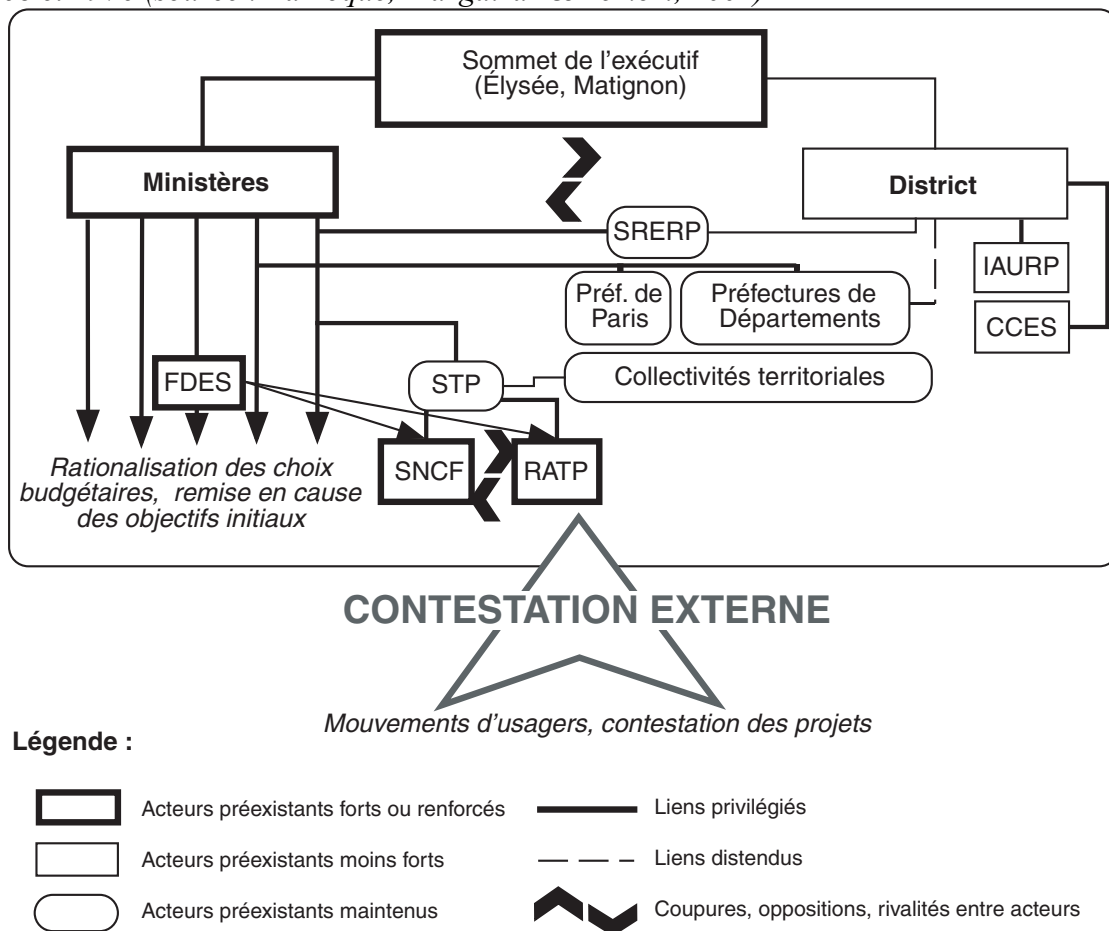 Sommet de l'exécutif
(Élysée, Matignon)
Ministères
District
SRERP
IAURP
Préf. de
Paris
Préfectures de
Départements
CCES
FDES
STP
Collectivités territoriales
SNCF
RATP
Rationalisation des choix
budgétaires, remise en cause
des objectifs initiaux
CONTESTATION EXTERNE
Mouvements d'usagers, contestation des projets
Légende :
Acteurs préexistants forts ou renforcés
Liens privilégiés
Acteurs préexistants moins forts
Liens distendus
Acteurs préexistants maintenus
Coupures, oppositions, rivalités entre acteurs